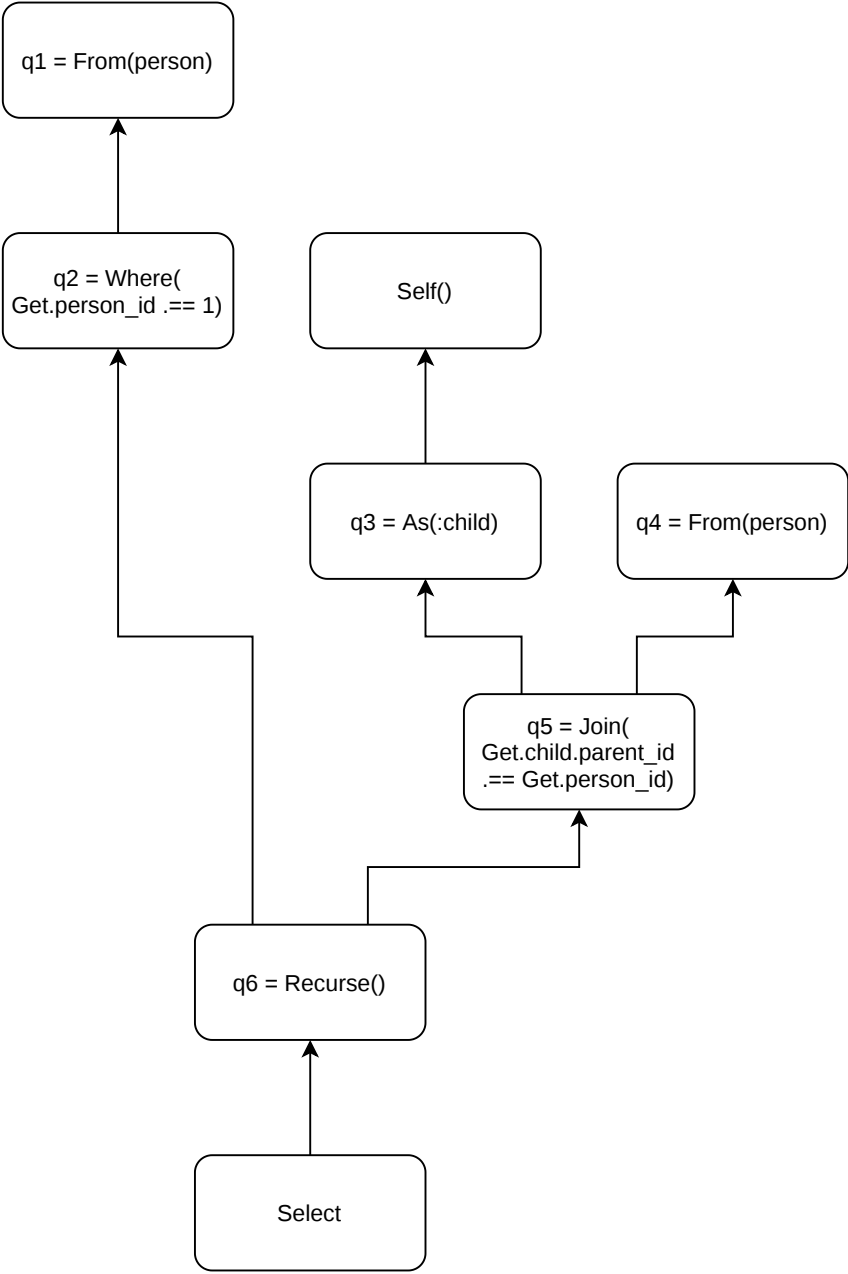 q1 = From(person)
q2 = Where(
Get.person_id .== 1)
Self()
q3 = As(:child)
q4 = From(person)
q5 = Join(
Get.child.parent_id
.== Get.person_id)
q6 = Recurse()
Select